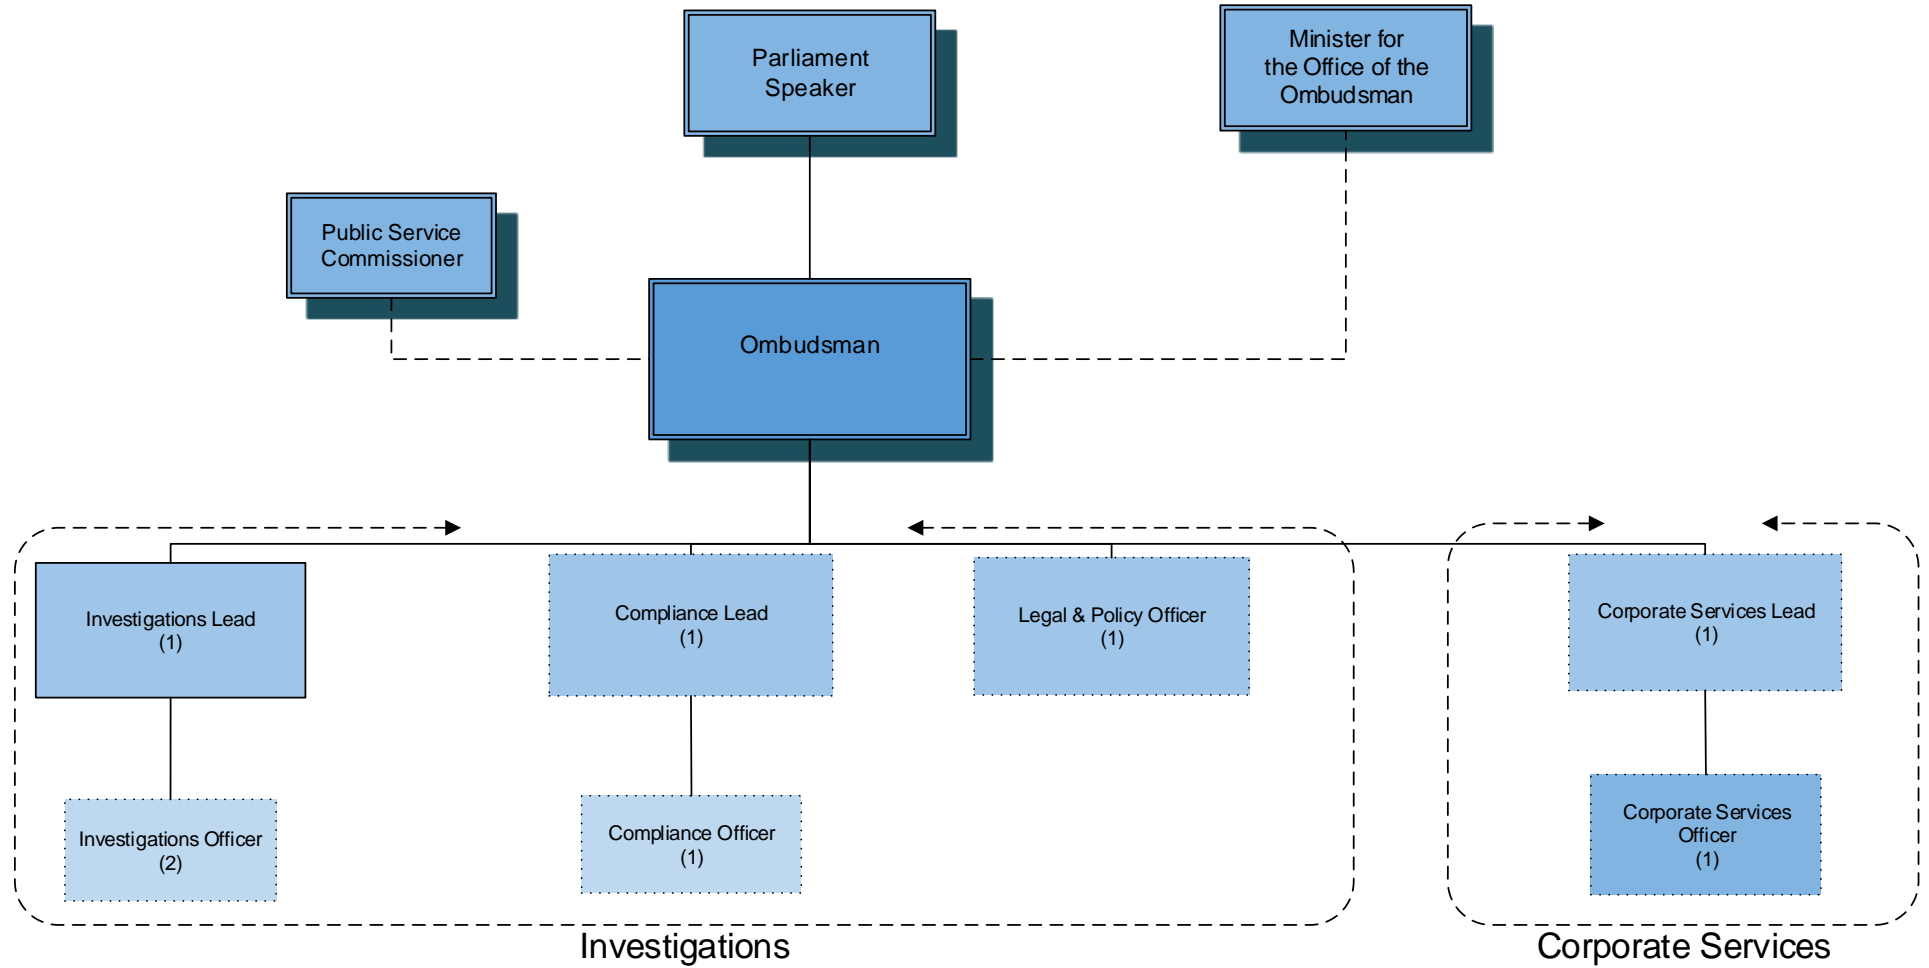 Parliament
Speaker
Minister for
the Office of the
Ombudsman
Public Service
Commissioner
Ombudsman
Investigations Lead
(1)
Compliance Lead
(1)
Legal & Policy Officer
(1)
Corporate Services Lead
(1)
Investigations Officer
(2)
Compliance Officer
(1)
Corporate Services
Officer
(1)
Investigations
Corporate Services